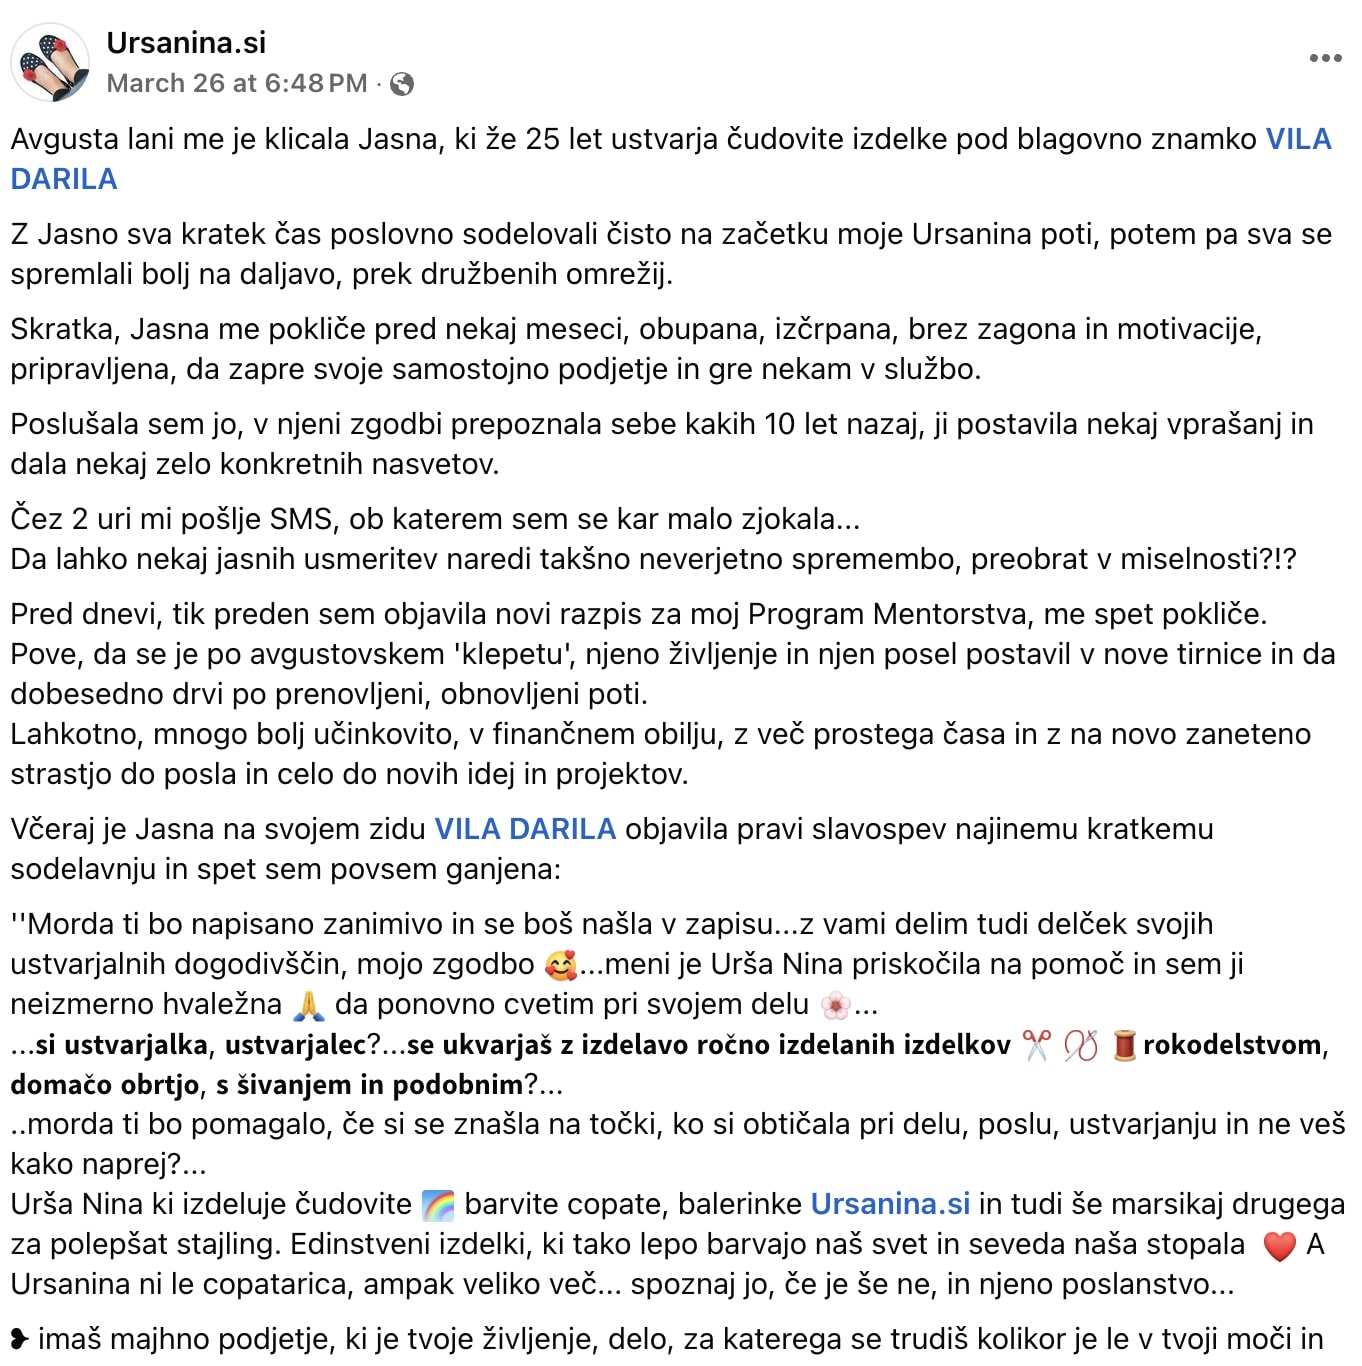 Ursanina.si
March 26 at 6:48 PM ·
Avgusta lani me je klicala Jasna, ki že 25 let ustvarja čudovite izdelke pod blagovno znamko VILA
DARILA
Z Jasno sva kratek čas poslovno sodelovali čisto na začetku moje Ursanina poti, potem pa sva se
spremlali bolj na daljavo, prek družbenih omrežij.
Skratka, Jasna me pokliče pred nekaj meseci, obupana, izčrpana, brez zagona in motivacije,
pripravljena, da zapre svoje samostojno podjetje in gre nekam v službo.
Poslušala sem jo, v njeni zgodbi prepoznala sebe kakih 10 let nazaj, ji postavila nekaj vprašanj in
dala nekaj zelo konkretnih nasvetov.
Čez 2 uri mi pošlje SMS, ob katerem sem se kar malo zjokala...
Da lahko nekaj jasnih usmeritev naredi takšno neverjetno spremembo, preobrat v miselnosti?!?
Pred dnevi, tik preden sem objavila novi razpis za moj Program Mentorstva, me spet pokliče.
Pove, da se je po avgustovskem 'klepetu', njeno življenje in njen posel postavil v nove tirnice in da
dobesedno drvi po prenovljeni, obnovljeni poti.
Lahkotno, mnogo bolj učinkovito, v finančnem obilju, z več prostega časa in z na novo zaneteno
strastjo do posla in celo do novih idej in projektov.
Včeraj je Jasna na svojem zidu VILA DARILA objavila pravi slavospev najinemu kratkemu
sodelavnju in spet sem povsem ganjena:
''Morda ti bo napisano zanimivo in se boš našla v zapisu...z vami delim tudi delček svojih
ustvarjalnih dogodivščin, mojo zgodbo 🥰...meni je Urša Nina priskočila na pomoč in sem ji
neizmerno hvaležna 🙏 da ponovno cvetim pri svojem delu 🌸...
...si ustvarjalka, ustvarjalec?...se ukvarjaš z izdelavo ročno izdelanih izdelkov ✂️ 🪡 🧵rokodelstvom,
domačo obrtjo, s šivanjem in podobnim?...
..morda ti bo pomagalo, če si se znašla na točki, ko si obtičala pri delu, poslu, ustvarjanju in ne veš
kako naprej?...
Urša Nina ki izdeluje čudovite 🌈 barvite copate, balerinke Ursanina.si in tudi še marsikaj drugega
za polepšat stajling. Edinstveni izdelki, ki tako lepo barvajo naš svet in seveda naša stopala ❤️ A
Ursanina ni le copatarica, ampak veliko več... spoznaj jo, če je še ne, in njeno poslanstvo...
❥ imaš majhno podjetje, ki je tvoje življenje, delo, za katerega se trudiš kolikor je le v tvoji moči in